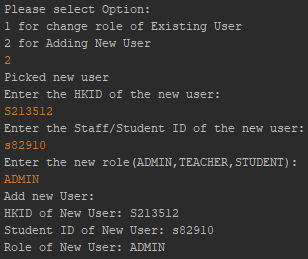 Please select Option:
1 for change role of Existing User
2 for Adding New User
2
Picked new user
Enter the HKID of the new user:
S213512
Enter the Staff/Student ID of the new user:
s82910
Enter the new role(ADMIN,TEACHER,STUDENT):
ADMIN
Add new User:
HKID of New User: S213512
Student ID of New User: s82910
Role of New User: ADMIN